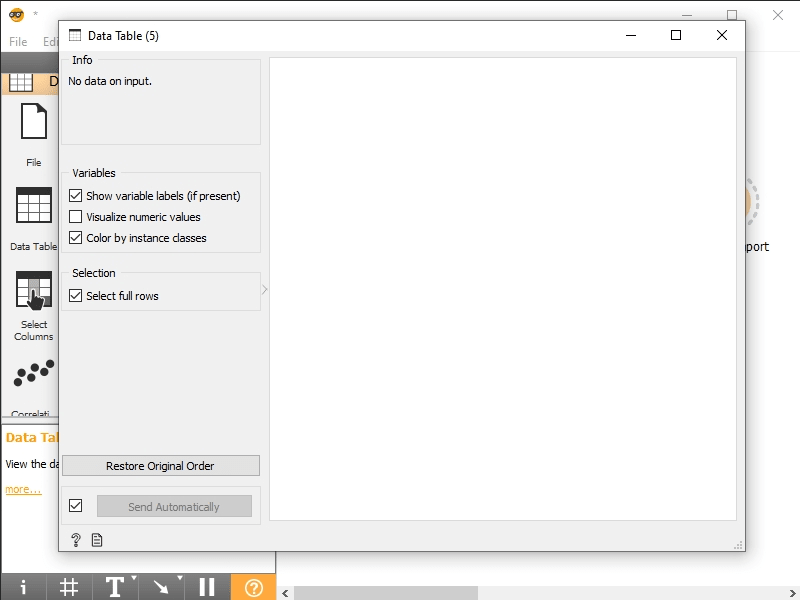 *
File Edi
Data Table (5)
Info
No data on input.
Variables
Show variable labels (if present)
Visualize numeric values
Color by instance classes
Selection
Select full rows
Restore Original Order
Send Automatically
?
D
File
Data Table
Select
Columns
Correlati
Data Tal
View the da
more...
i # T ?
port